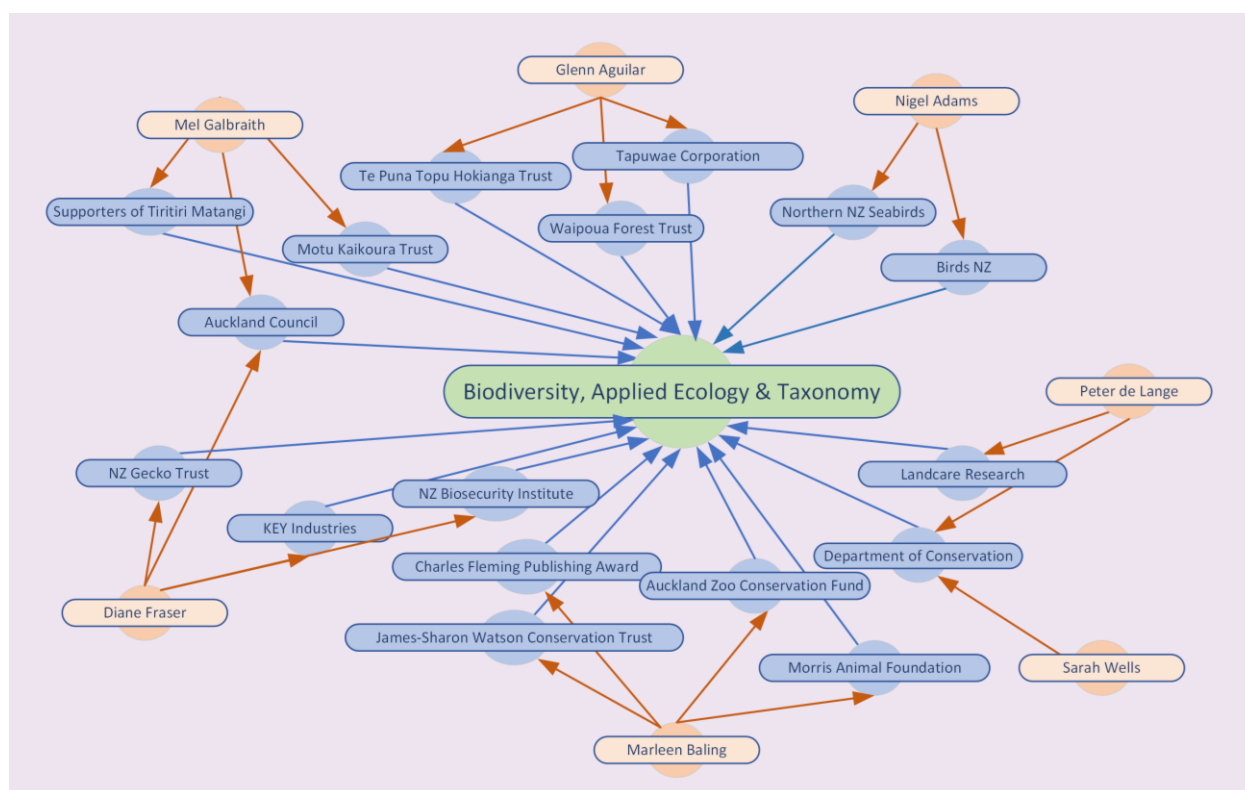 Glenn Aguilar
Nigel Adams
Mel Galbraith
Tapuwae Corporation
Te Puna Topu Hokianga Trust
Supporters of Tiritiri Matangi
Northern NZ Seabirds
Waipoua Forest Trust
Motu Kaikoura Trust
Birds NZ
Auckland Council
Biodiversity, Applied Ecology & Taxonomy
Peter de Lange
NZ Gecko Trust
Landcare Research
NZ Biosecurity Institute
KEY Industries
Department of Conservation
Charles Fleming Publishing Award
Auckland Zoo Conservation Fund
Diane Fraser
James-Sharon Watson Conservation Trust
Morris Animal Foundation
Sarah Wells
Marleen Baling